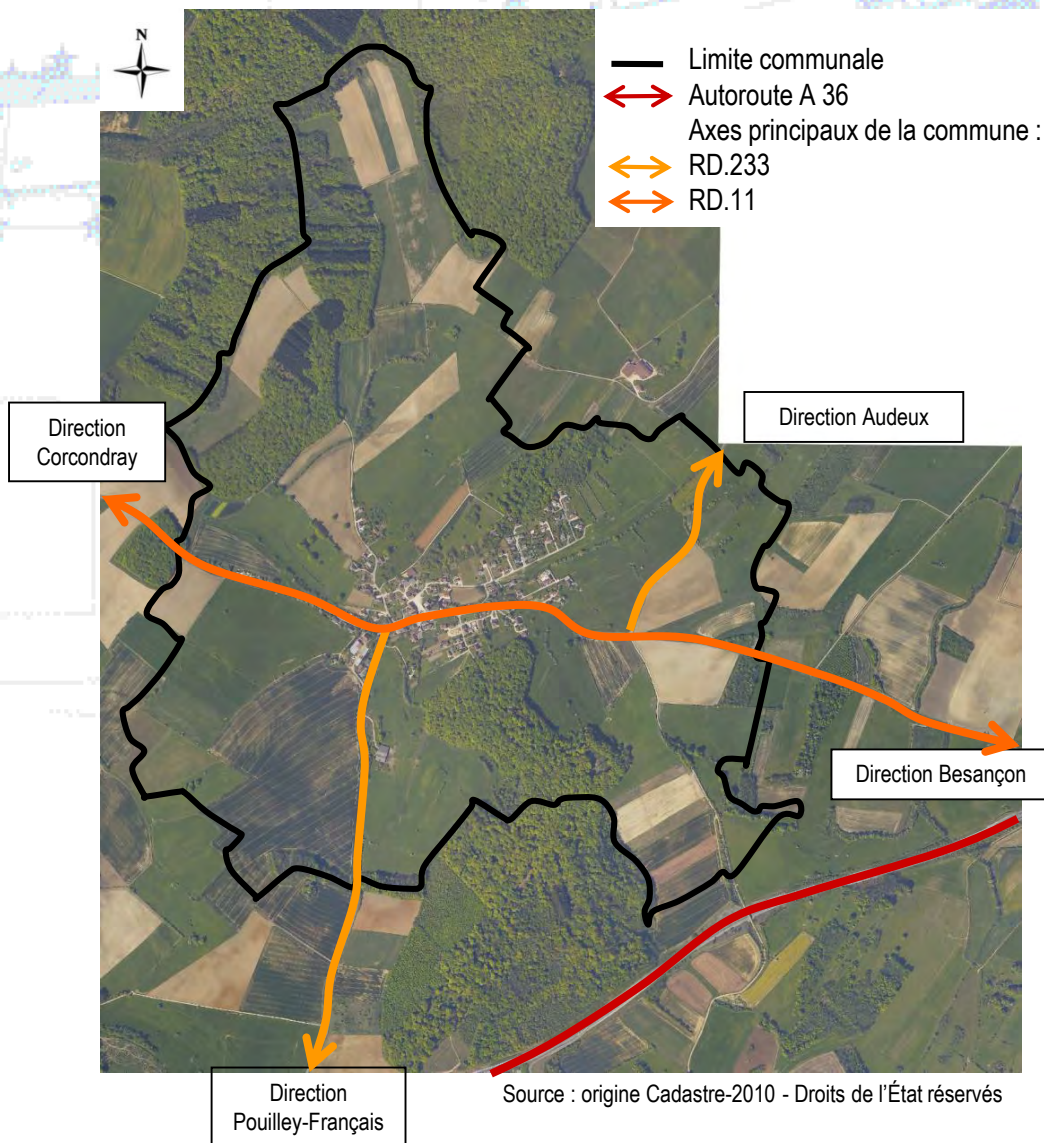 N
Limite communale
Autoroute A 36
Axes principaux de la commune :
RD.233
RD.11
Direction
Corcondray
Direction Audeux
Direction Besançon
Direction
Pouilley-Français
Source : origine Cadastre-2010 - Droits de l'État réservés